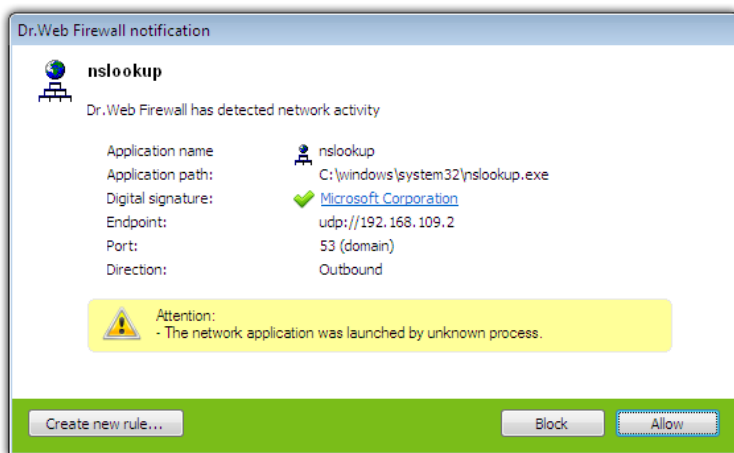 Dr.Web Firewall notification
nslookup
Dr.Web Firewall has detected network activity
Application name nslookup
Application path: C:\windows\system32\nslookup.exe
Digital signature: Microsoft Corporation
Endpoint: udp://192.168.109.2
Port: 53 (domain)
Direction: Outbound
Attention:
- The network application was launched by unknown process.
Create new rule... Block Allow